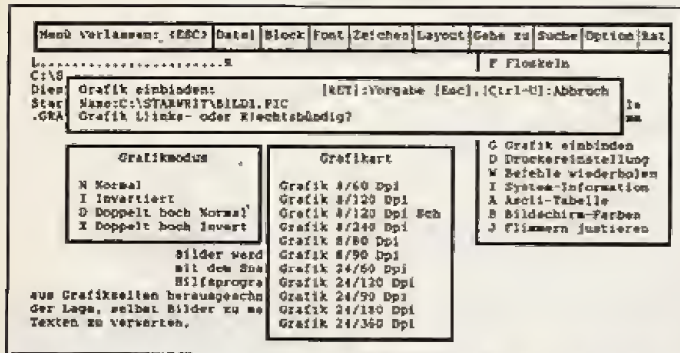 Menü Verlassen: <ESC> Datei Block Font Zeichen Layout Gehe zu Suche Option
L......................R
C:\S
Dies
Star
.GRA
Grafik einbinden: [RET]:Vorgabe [Esc],[Ctrl-U]:Abbruch
Name:C:\STARWRIT\BILD1.PIC
Grafik L)inks- oder R)echtsbündig?
F Floskeln
G Grafik einbinden
D Druckereinstellung
W Befehle wiederholen
I System-Information
A Ascii-Tabelle
B Bildschirm-Farben
J Flimmern justieren
Grafikmodus
N Normal
I Invertiert
D Doppelt hoch Normal
X Doppelt hoch Invert
Grafikart
Grafik 8/60 Dpi
Grafik 8/120 Dpi
Grafik 8/120 Dpi Sch
Grafik 8/240 Dpi
Grafik 8/80 Dpi
Grafik 8/90 Dpi
Grafik 24/60 Dpi
Grafik 24/120 Dpi
Grafik 24/90 Dpi
Grafik 24/180 Dpi
Grafik 24/360 Dpi
Bilder werd
mit dem Sna
Hilfsprogra
aus Grafikseiten herausgeschn
der Lage, selbst Bilder zu ma
Texten zu verwerten.